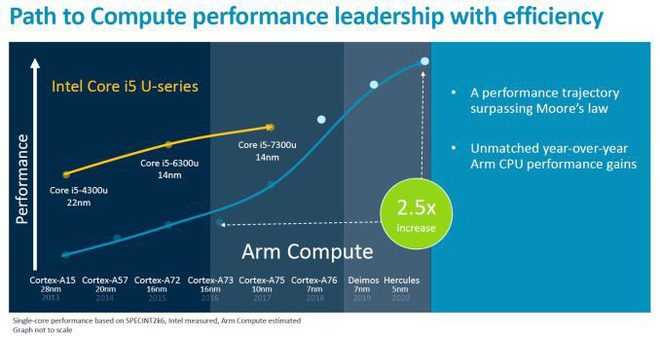 Path to Compute performance leadership with efficiency
Performance
Intel Core i5 U-series
Core i5-4300u
22nm
Core i5-6300u
14nm
Core i5-7300u
14nm
2.5x
increase
Arm Compute
Cortex-A15 Cortex-A57 Cortex-A72 Cortex-A73 Cortex-A75 Cortex-A76 Deimos Hercules
28nm 20nm 16nm 16nm 10nm 7nm 7nm 5nm
2013 2014 2015 2016 2017 2018 2019 2020
• A performance trajectory
surpassing Moore's law
• Unmatched year-over-year
Arm CPU performance gains
Single-core performance based on SPECINT2k6, Intel measured, Arm Compute estimated
Graph not to scale